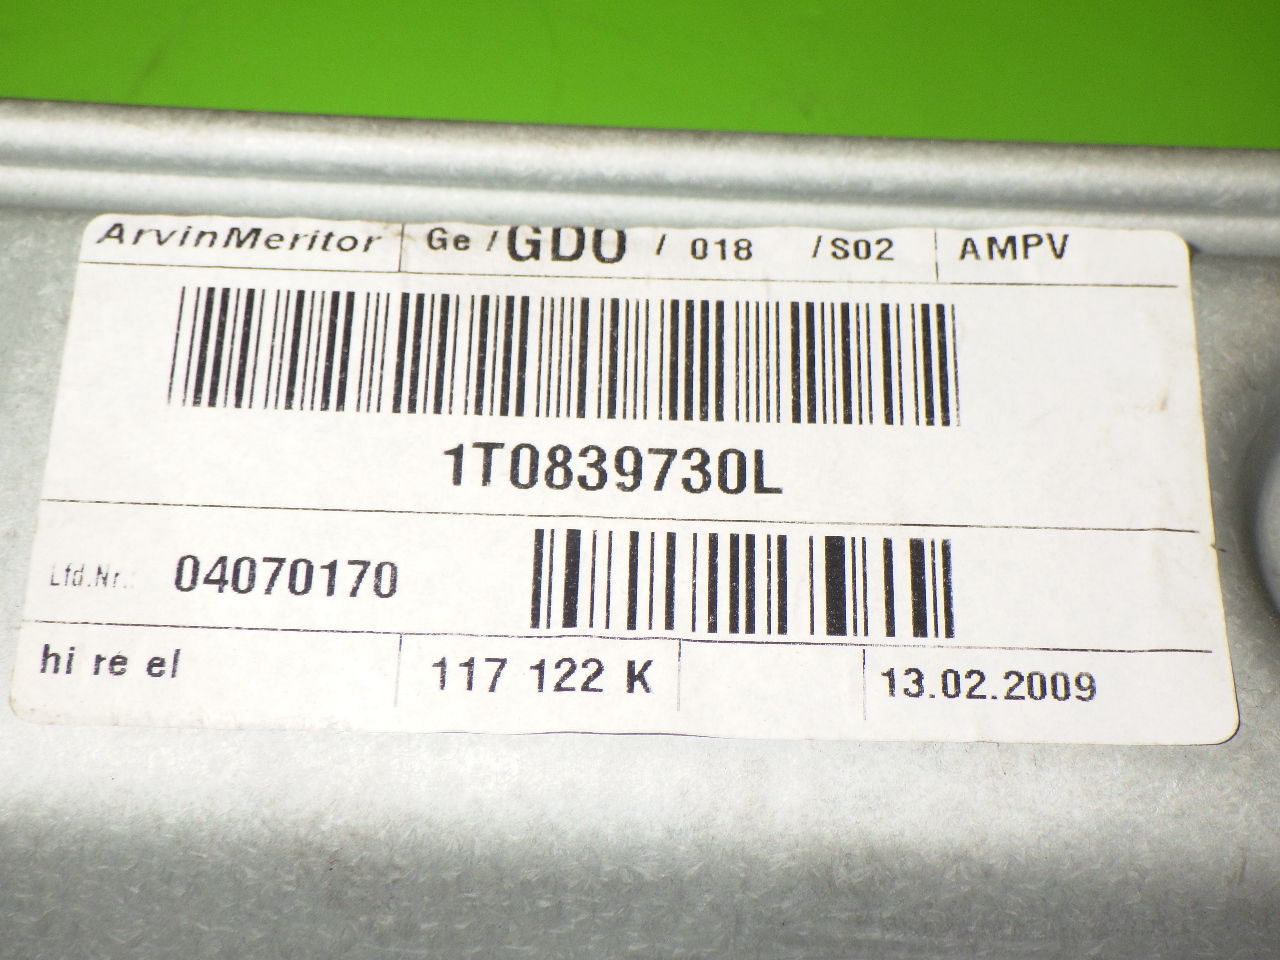 ArvinMeritor Ge / GDO / 018 / S02 AMPV
1T0839730L
Lfd.Nr.: 04070170
hi re el 117 122 K 13.02.2009